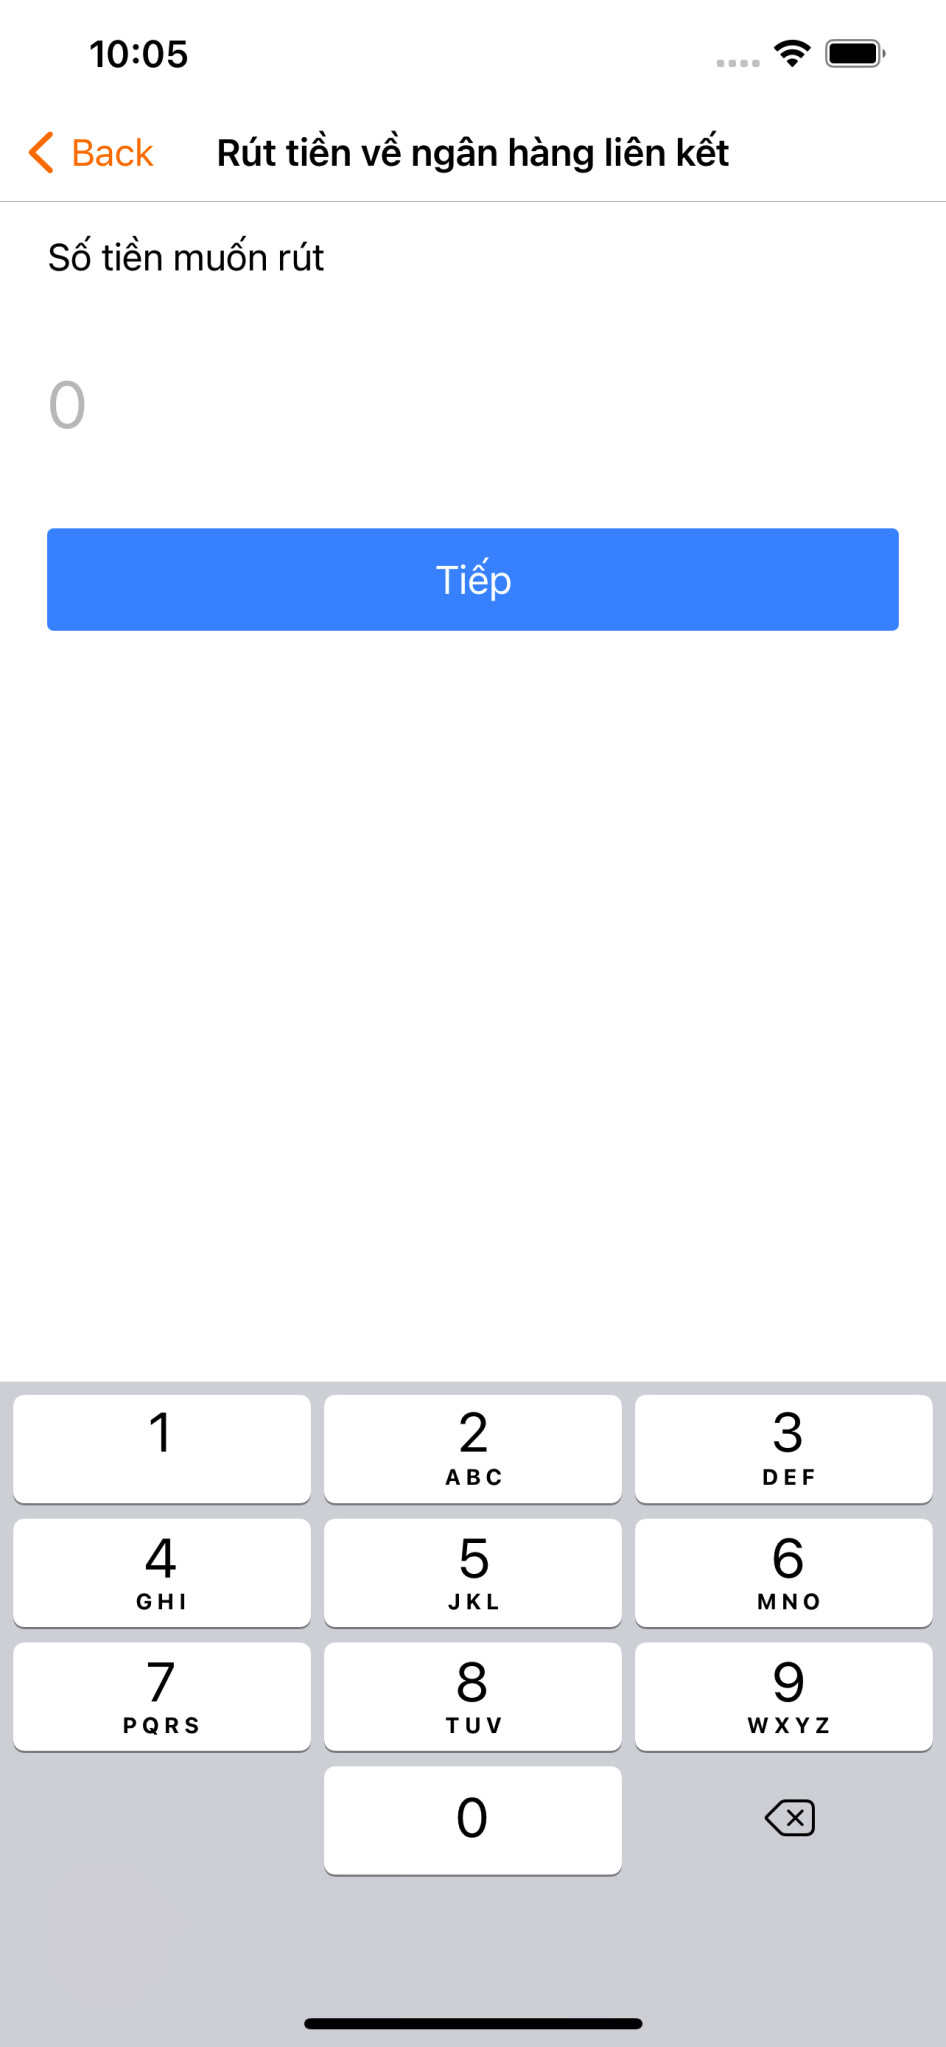 10:05
Back
Rút tiền về ngân hàng liên kết
Số tiền muốn rút
0
Tiếp
1
2
ABC
3
DEF
4
GHI
5
JKL
6
MNO
7
PQRS
8
TUV
9
WXYZ
0